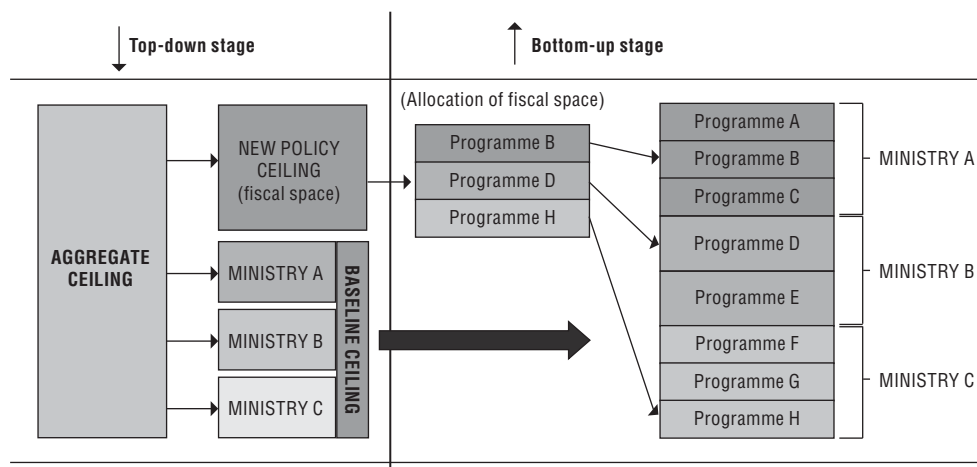 Top-down stage
Bottom-up stage
(Allocation of fiscal space)
NEW POLICY
CEILING
(fiscal space)
AGGREGATE
CEILING
MINISTRY A
MINISTRY B
MINISTRY C
BASELINE CEILING
Programme B
Programme D
Programme H
Programme A
Programme B
Programme C
Programme D
Programme E
Programme F
Programme G
Programme H
MINISTRY A
MINISTRY B
MINISTRY C